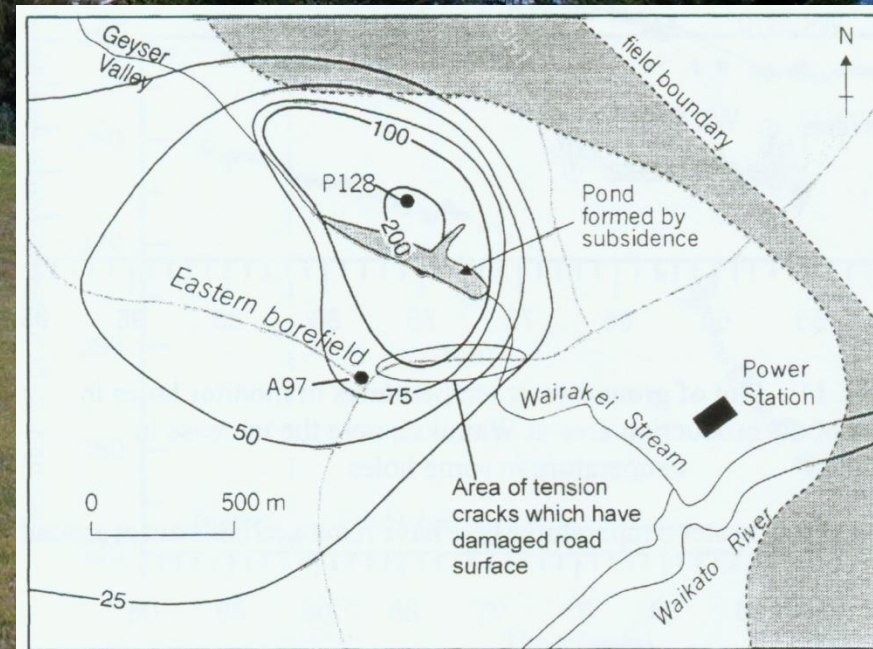 Geyser
Valley
field boundary
N
100
P128
200
Pond
formed by
subsidence
Eastern borefield
A97
75
50
Wairakei Stream
Power
Station
0 500 m
Area of tension
cracks which have
damaged road
surface
Waikato River
25